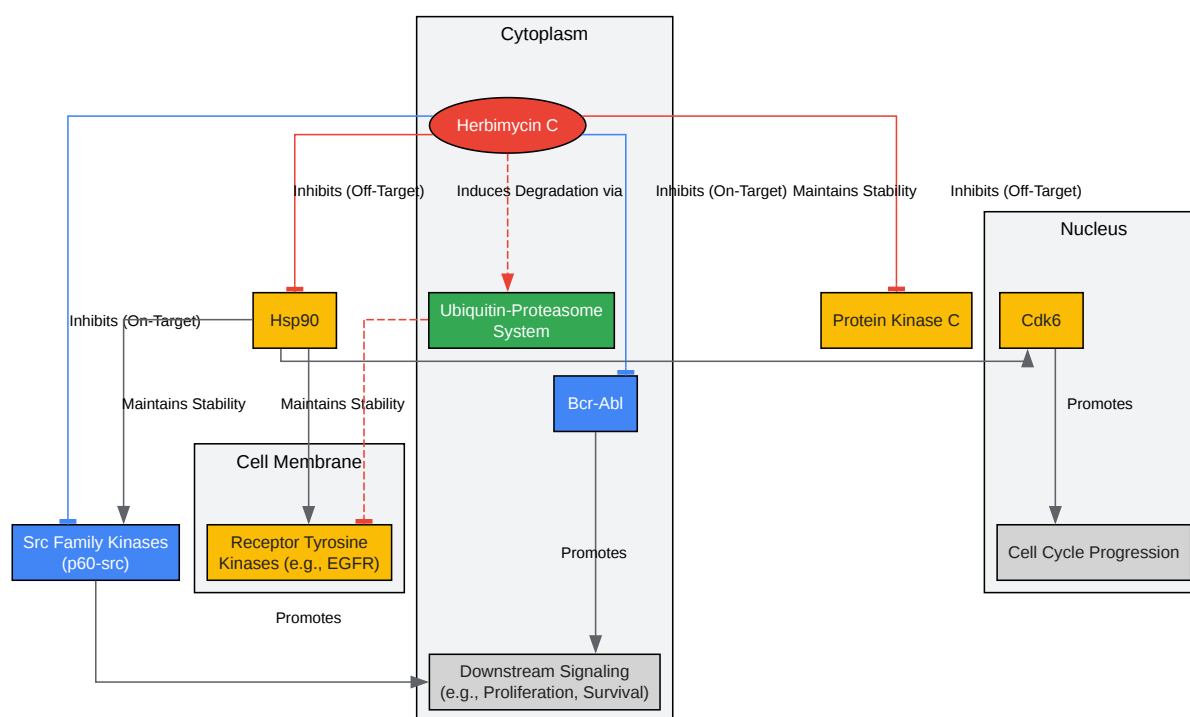 Cytoplasm
Herbimycin C
Inhibits (Off-Target)
Induces Degradation via
Inhibits (On-Target)
Maintains Stability
Inhibits (Off-Target)
Nucleus
Hsp90
Ubiquitin-Proteasome
System
Protein Kinase C
Cdk6
Inhibits (On-Target)
Bcr-Abl
Maintains Stability
Maintains Stability
Promotes
Cell Membrane
Src Family Kinases
(p60-src)
Receptor Tyrosine
Kinases (e.g., EGFR)
Promotes
Cell Cycle Progression
Promotes
Downstream Signaling
(e.g., Proliferation, Survival)